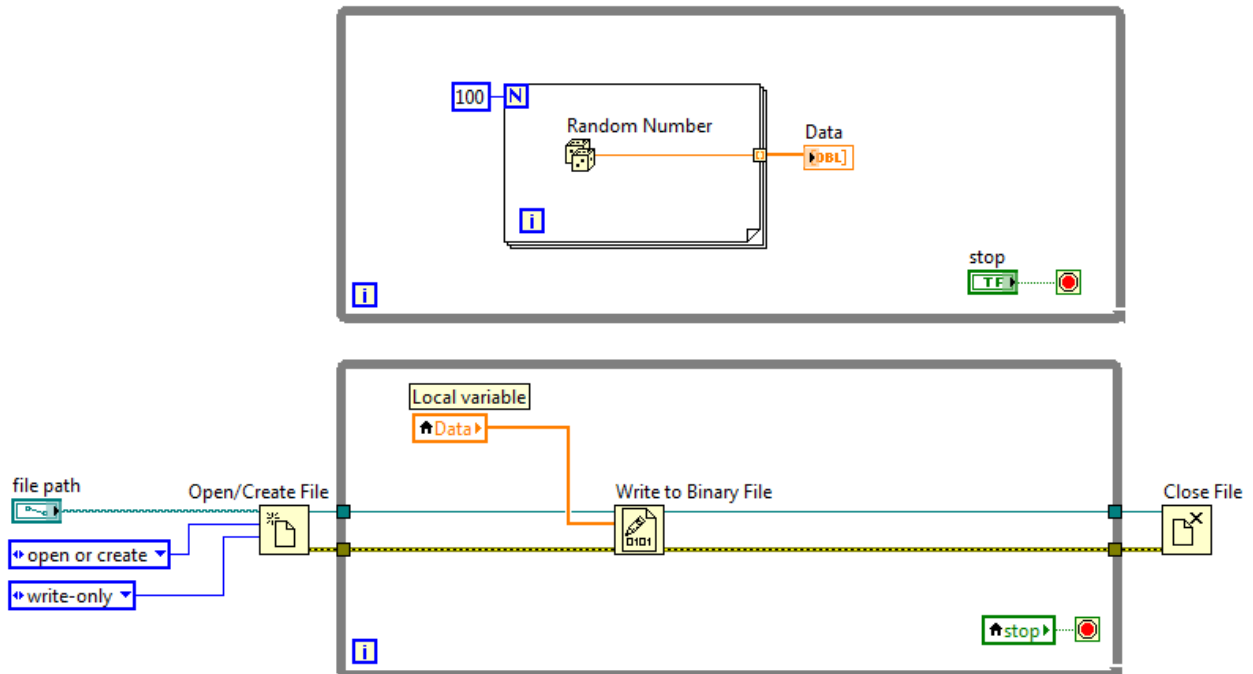 100
N
Random Number
Data
DBL]
i
stop
TF
i
Local variable
Data
file path
Open/Create File
Write to Binary File
Close File
0101
open or create
write-only
stop
i